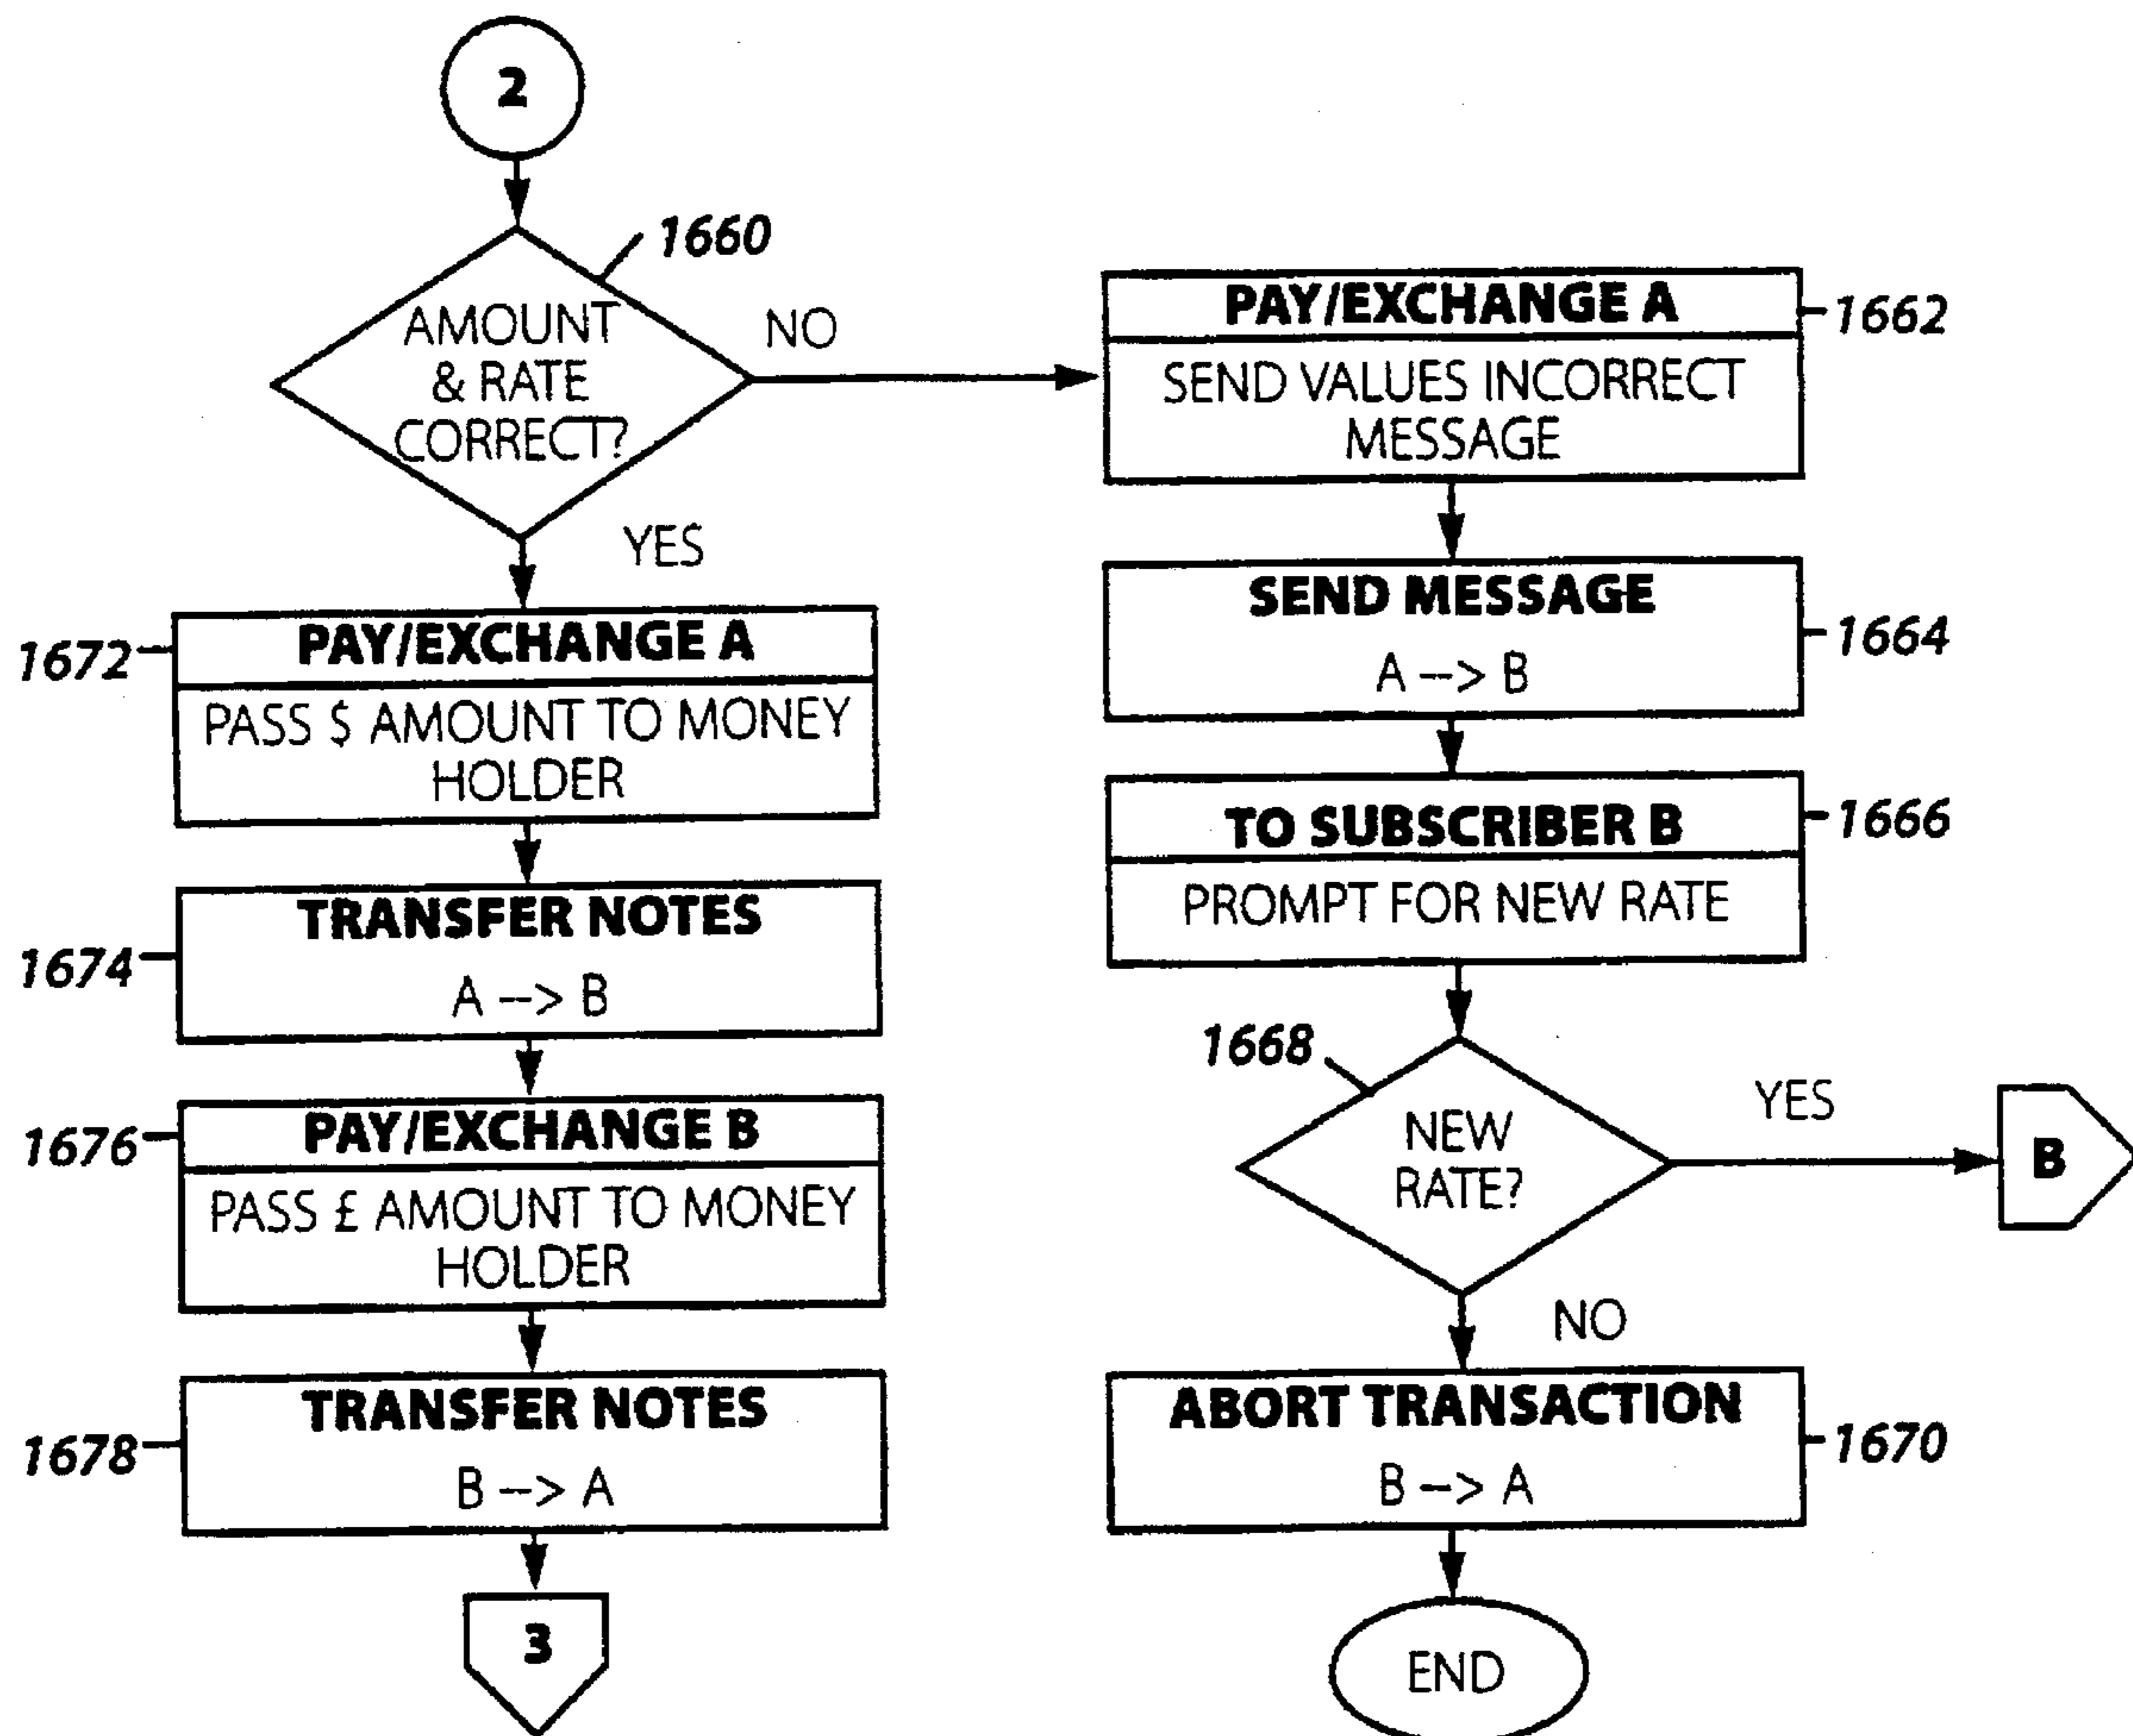 2
1660
AMOUNT
& RATE
CORRECT?
NO
YES
PAY/EXCHANGE A
1662
SEND VALUES INCORRECT
MESSAGE
SEND MESSAGE
1664
A --> B
TO SUBSCRIBER B
1666
PROMPT FOR NEW RATE
1668
NEW
RATE?
YES
B
NO
ABORT TRANSACTION
1670
B --> A
END
1672
PAY/EXCHANGE A
PASS $ AMOUNT TO MONEY
HOLDER
TRANSFER NOTES
1674
A --> B
1676
PAY/EXCHANGE B
PASS £ AMOUNT TO MONEY
HOLDER
TRANSFER NOTES
1678
B --> A
3